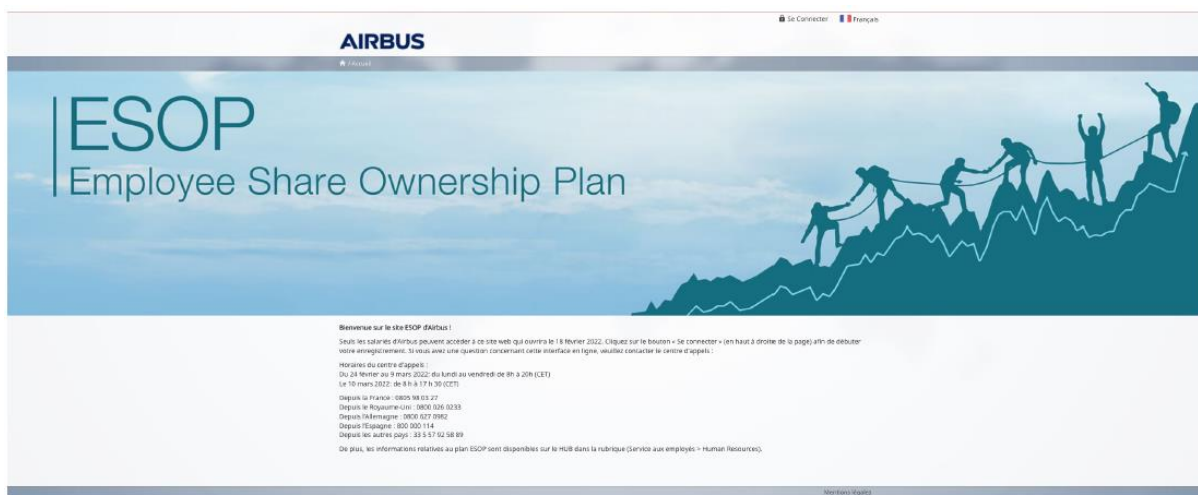 Se Connecter Français
AIRBUS
/ Accueil
ESOP
Employee Share Ownership Plan
Bienvenue sur le site ESOP d'Airbus !
Seuls les salariés d'Airbus peuvent accéder à ce site web qui ouvrira le 18 février 2022. Cliquez sur le bouton « Se connecter » (en haut à droite de la page) afin de débuter
votre enregistrement. Si vous avez une question concernant cette interface en ligne, veuillez contacter le centre d'appels :
Horaires du centre d'appels :
Du 24 février au 9 mars 2022: du lundi au vendredi de 8h à 20h (CET)
Le 10 mars 2022: de 8 h à 17 h 30 (CET)
Depuis la France : 0805 98 03 27
Depuis le Royaume-Uni : 0800 026 0233
Depuis l'Allemagne : 0800 627 0982
Depuis l'Espagne : 800 000 114
Depuis les autres pays : 33 5 57 92 58 89
De plus, les informations relatives au plan ESOP sont disponibles sur le HUB dans la rubrique (Service aux employés > Human Resources).
Mentions légales